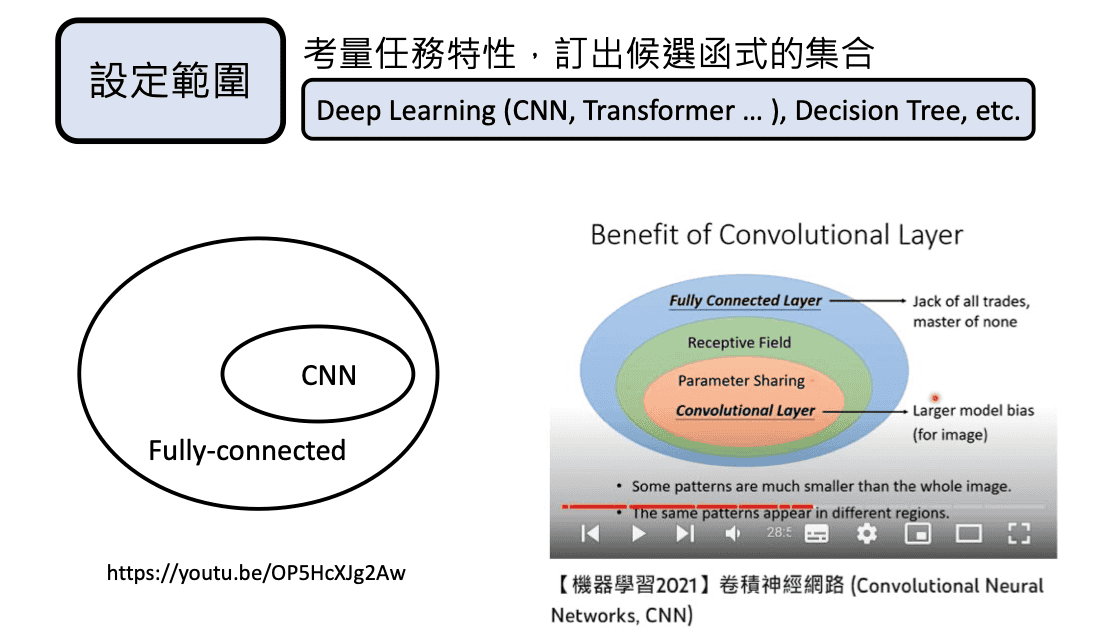 設定範圍
考量任務特性，訂出候選函式的集合
Deep Learning (CNN, Transformer … ), Decision Tree, etc.
CNN
Fully-connected
https://youtu.be/OP5HcXJg2Aw
Benefit of Convolutional Layer
Fully Connected Layer
Jack of all trades,
master of none
Receptive Field
Parameter Sharing
Convolutional Layer
Larger model bias
(for image)
• Some patterns are much smaller than the whole image.
• The same patterns appear in different regions.
28:5
【機器學習2021】卷積神經網路 (Convolutional Neural
Networks, CNN)